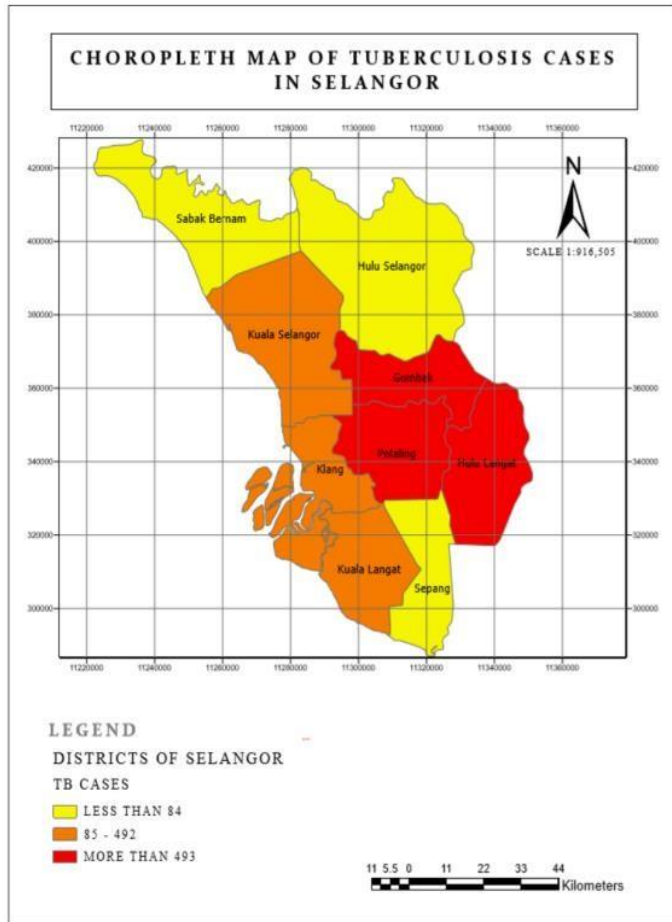 CHOROPLETH MAP OF TUBERCULOSIS CASES
IN SELANGOR
11220000 11240000 11260000 11280000 11300000 11320000 11340000 11360000
420000 420000
N
Sabak Bernam
400000 400000
SCALE 1:916,505
Hulu Selangor
380000 380000
Kuala Selangor
Gombak
360000 360000
Petaling
340000 340000
Klang
Hulu Langat
320000 320000
Kuala Langat
Sepang
300000 300000
11220000 11240000 11260000 11280000 11300000 11320000 11340000 11360000
LEGEND
DISTRICTS OF SELANGOR
TB CASES
LESS THAN 84
85 - 492
MORE THAN 493
11 5.5 0 11 22 33 44
Kilometers